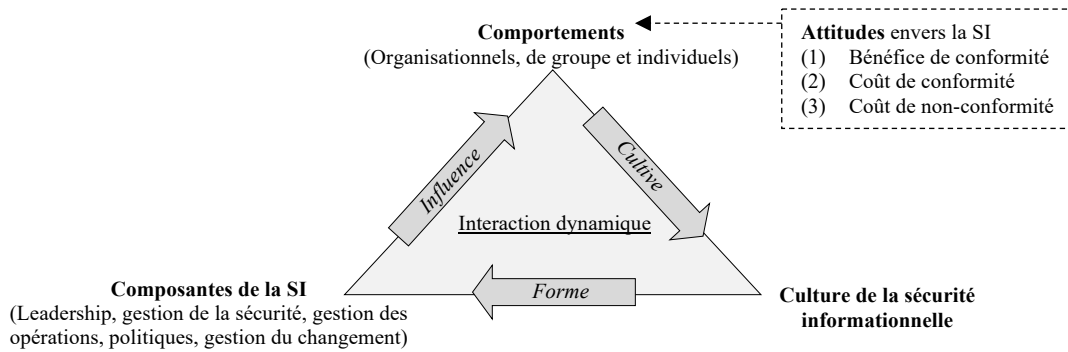 Comportements
(Organisationnels, de groupe et individuels)
Attitudes envers la SI
(1) Bénéfice de conformité
(2) Coût de conformité
(3) Coût de non-conformité
Influence
Cultive
Interaction dynamique
Forme
Composantes de la SI
(Leadership, gestion de la sécurité, gestion des
opérations, politiques, gestion du changement)
Culture de la sécurité
informationnelle